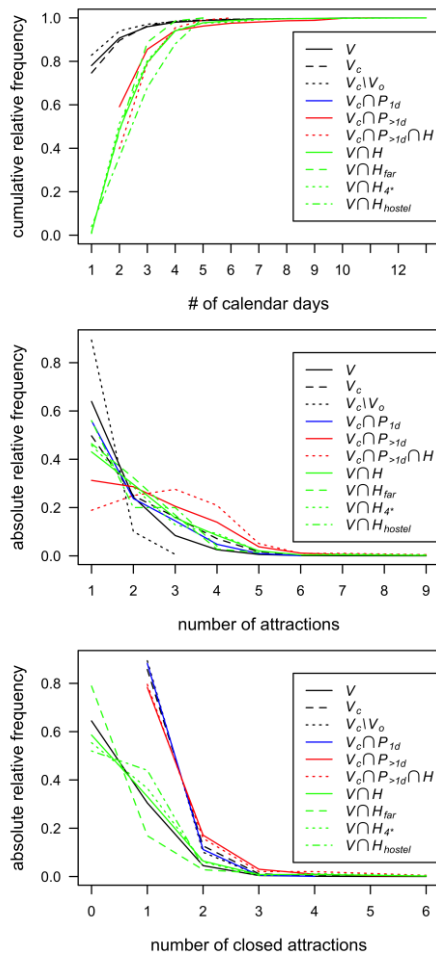 cumulative relative frequency
1.0
0.8
0.6
0.4
0.2
0.0
V
V_c
V_c\V_o
V_c⋂P_1d
V_c⋂P_>1d
V_c⋂P_>1d⋂H
V⋂H
V⋂H_far
V⋂H_4*
V⋂H_hostel
1 2 3 4 5 6 7 8 9 10 12
# of calendar days
absolute relative frequency
0.8
0.6
0.4
0.2
0.0
V
V_c
V_c\V_o
V_c⋂P_1d
V_c⋂P_>1d
V_c⋂P_>1d⋂H
V⋂H
V⋂H_far
V⋂H_4*
V⋂H_hostel
1 2 3 4 5 6 7 8 9
number of attractions
absolute relative frequency
0.8
0.6
0.4
0.2
0.0
V
V_c
V_c\V_o
V_c⋂P_1d
V_c⋂P_>1d
V_c⋂P_>1d⋂H
V⋂H
V⋂H_far
V⋂H_4*
V⋂H_hostel
0 1 2 3 4 5 6
number of closed attractions